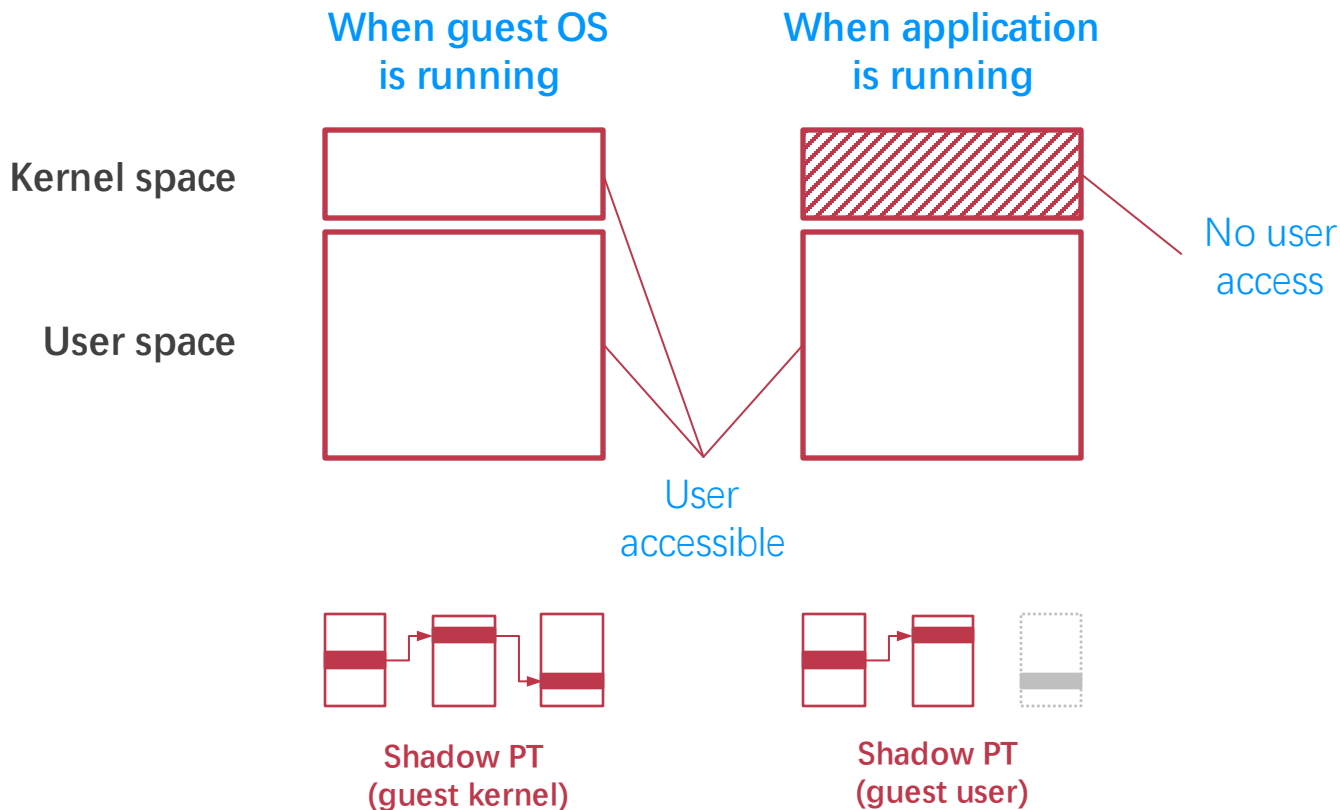 When guest OS
is running
When application
is running
Kernel space
No user
access
User space
User
accessible
Shadow PT
(guest kernel)
Shadow PT
(guest user)